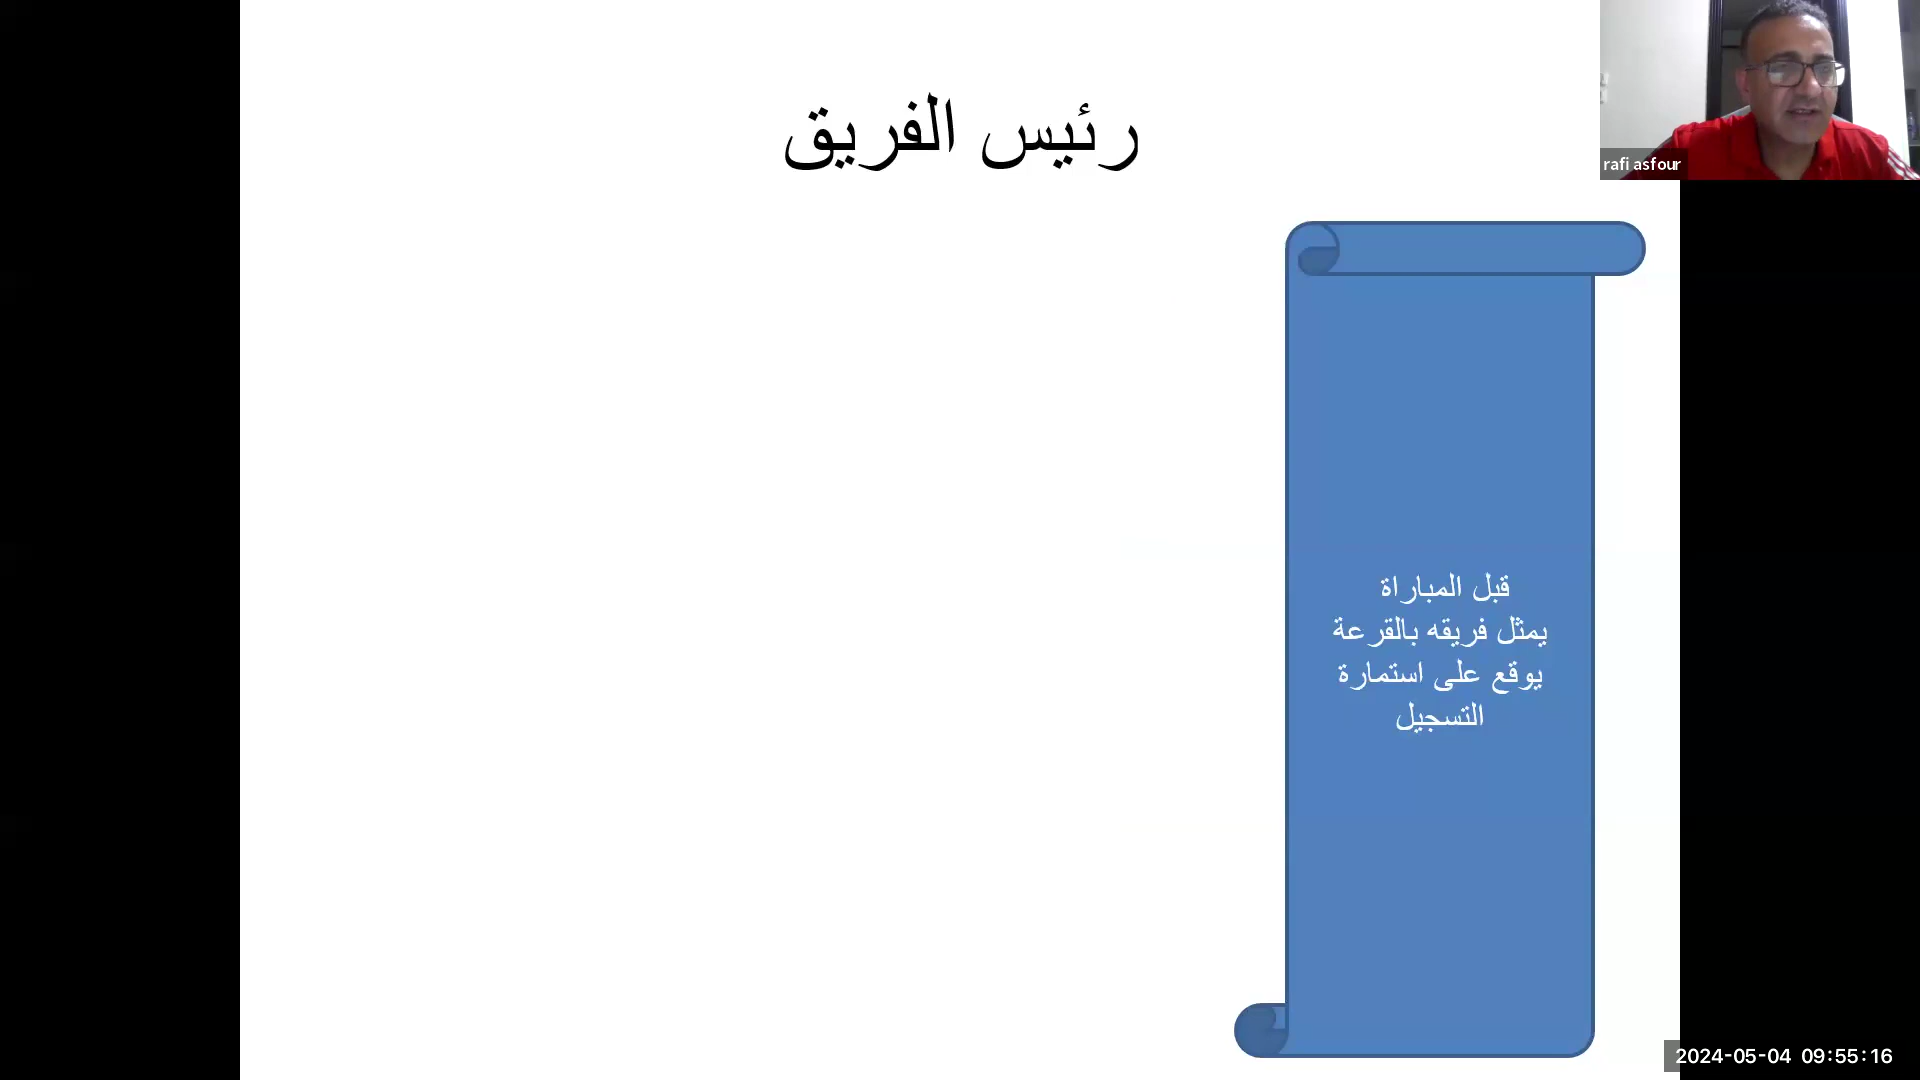 رئيس الفريق
rafi asfour
قبل المباراة
يمثل فريقه بالقرعة
يوقع على استمارة
التسجيل
2024-05-04 09:55:16